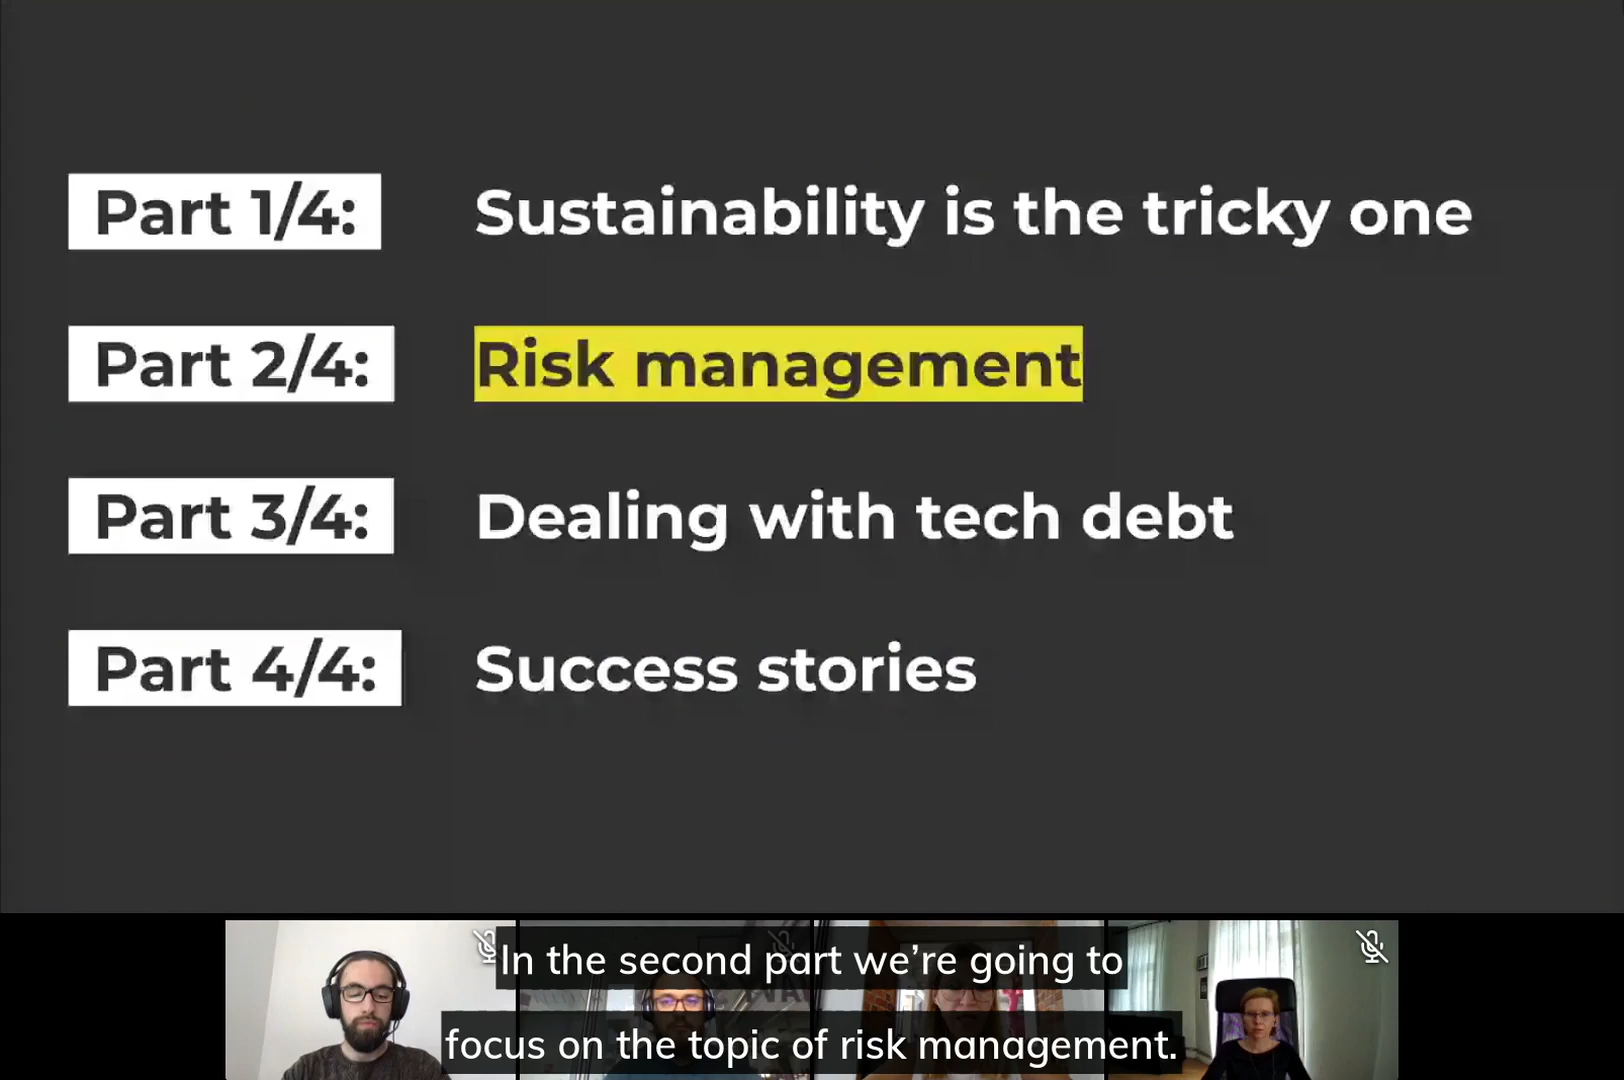 Part 1/4: Sustainability is the tricky one
Part 2/4: Risk management
Part 3/4: Dealing with tech debt
Part 4/4: Success stories
In the second part we’re going to
focus on the topic of risk management.